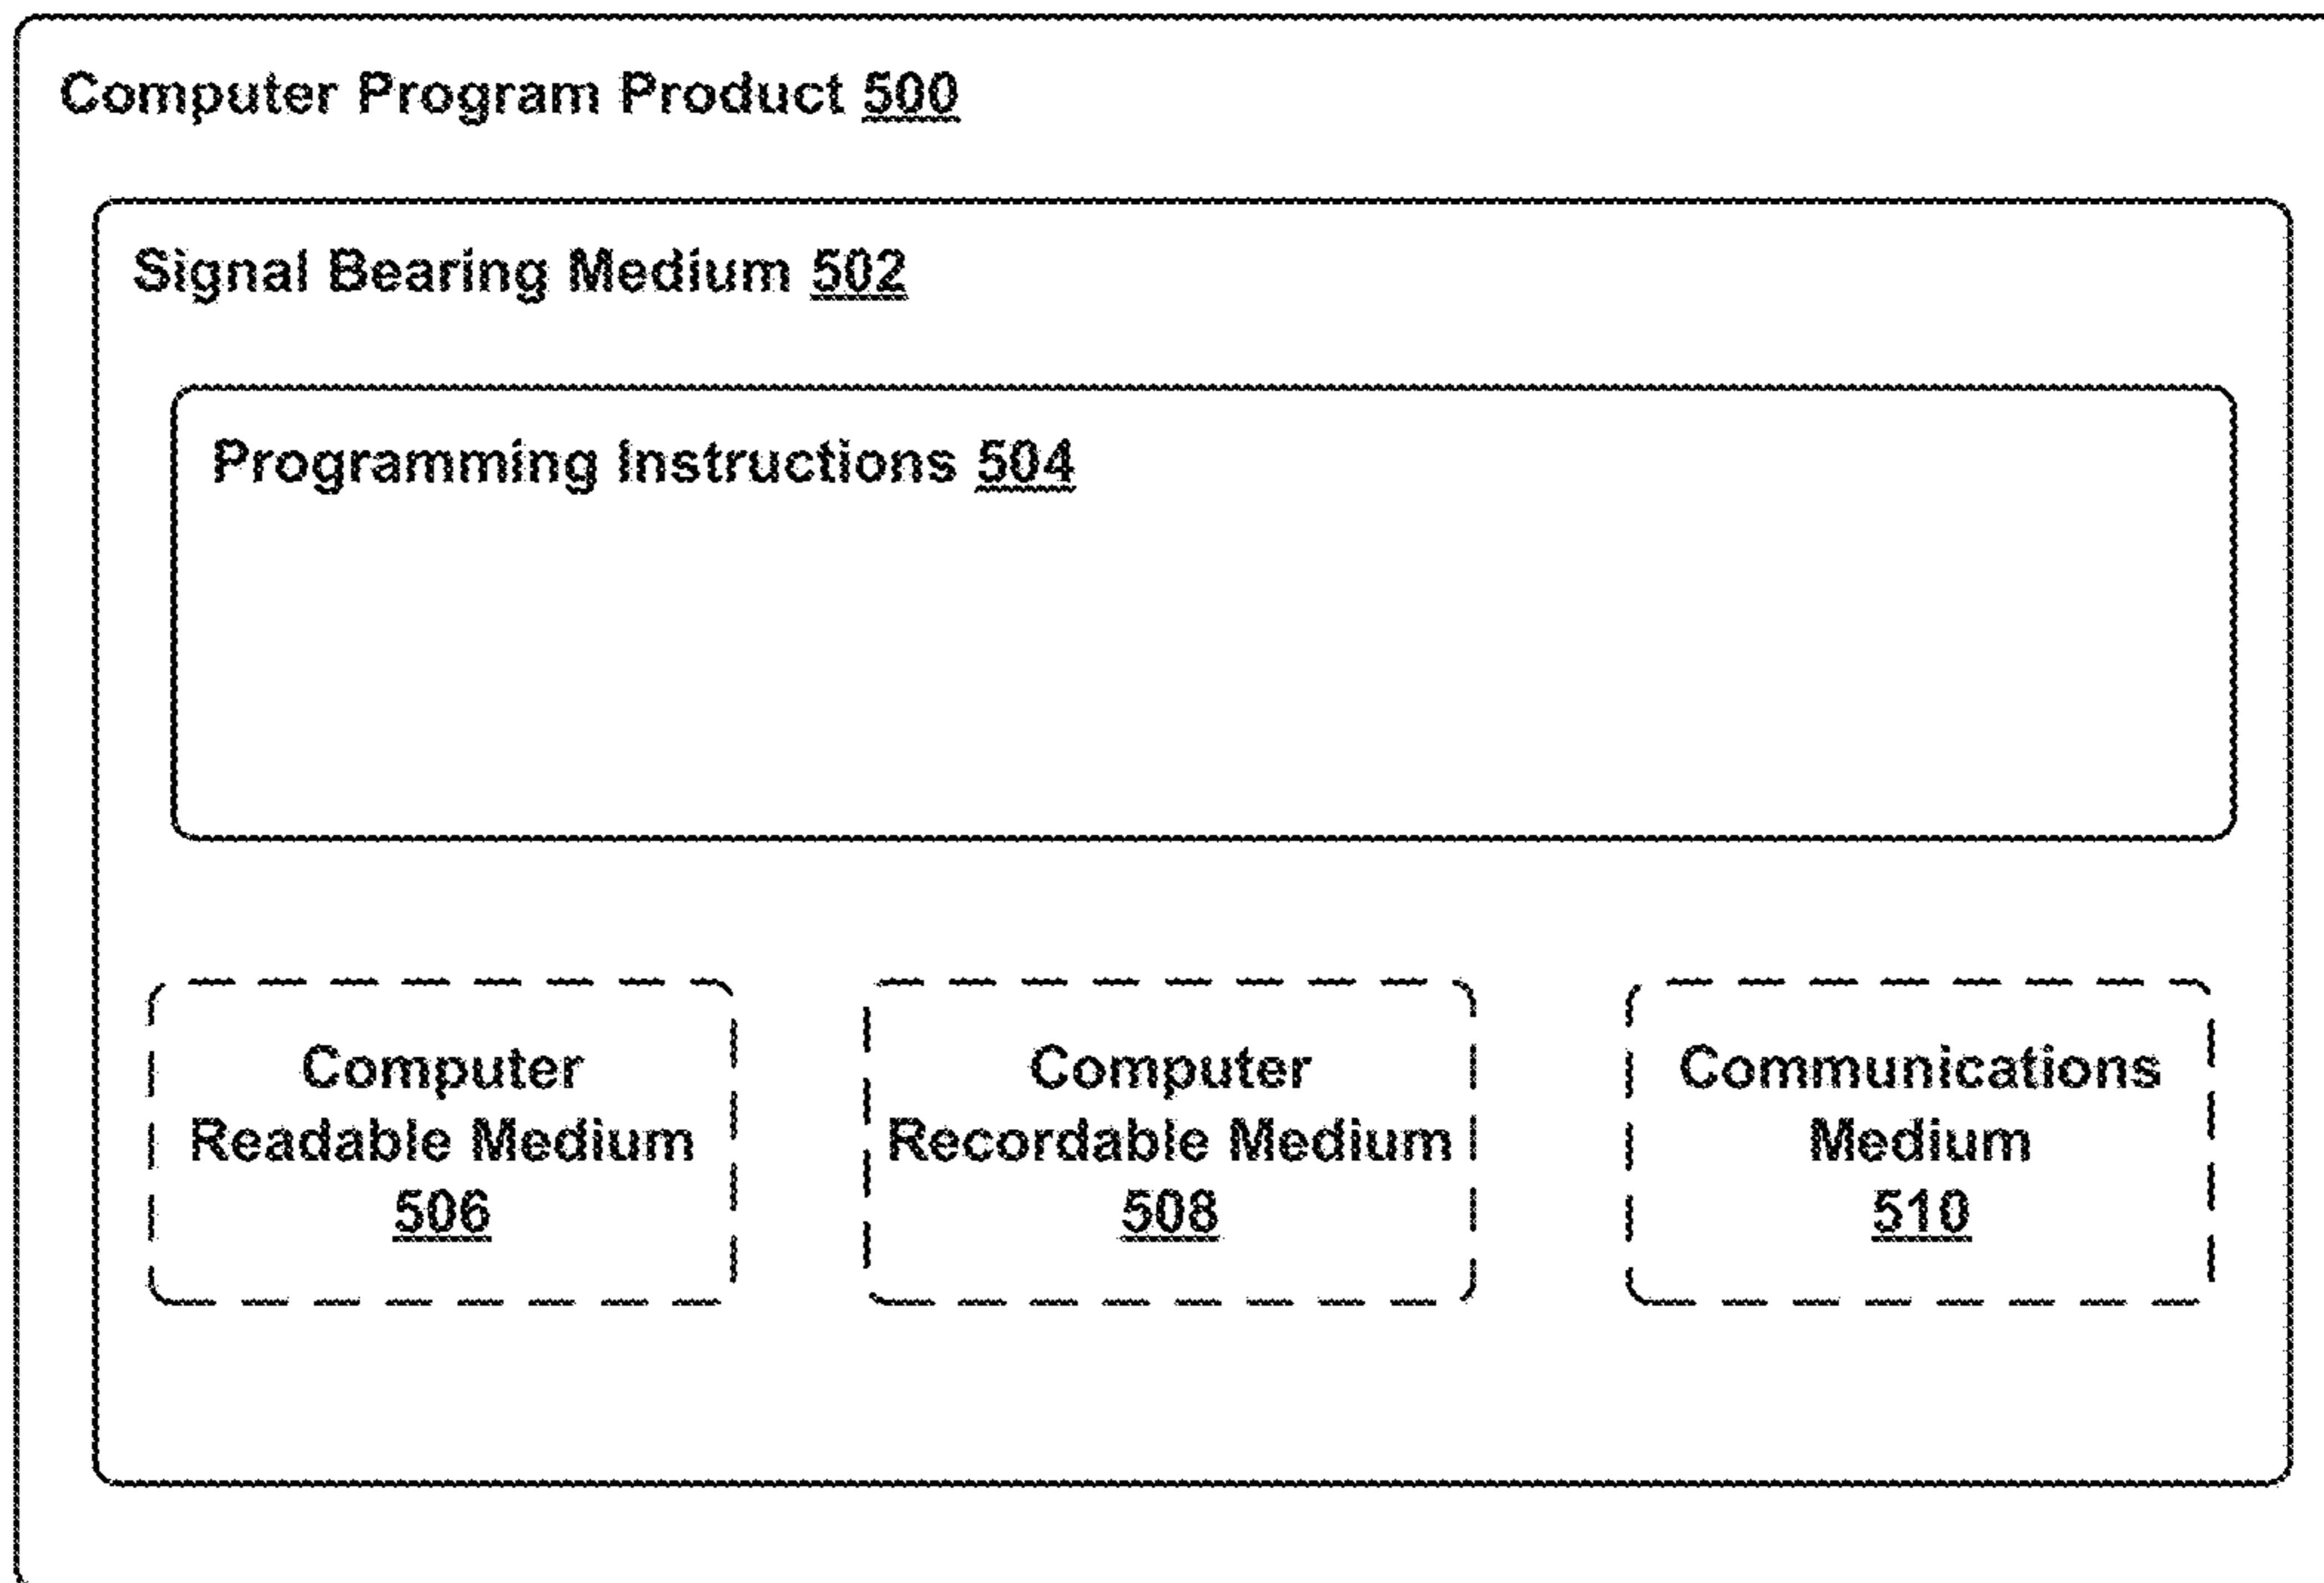 Computer Program Product 500
Signal Bearing Medium 502
Programming Instructions 504
Computer
Readable Medium
506
Computer
Recordable Medium
508
Communications
Medium
510